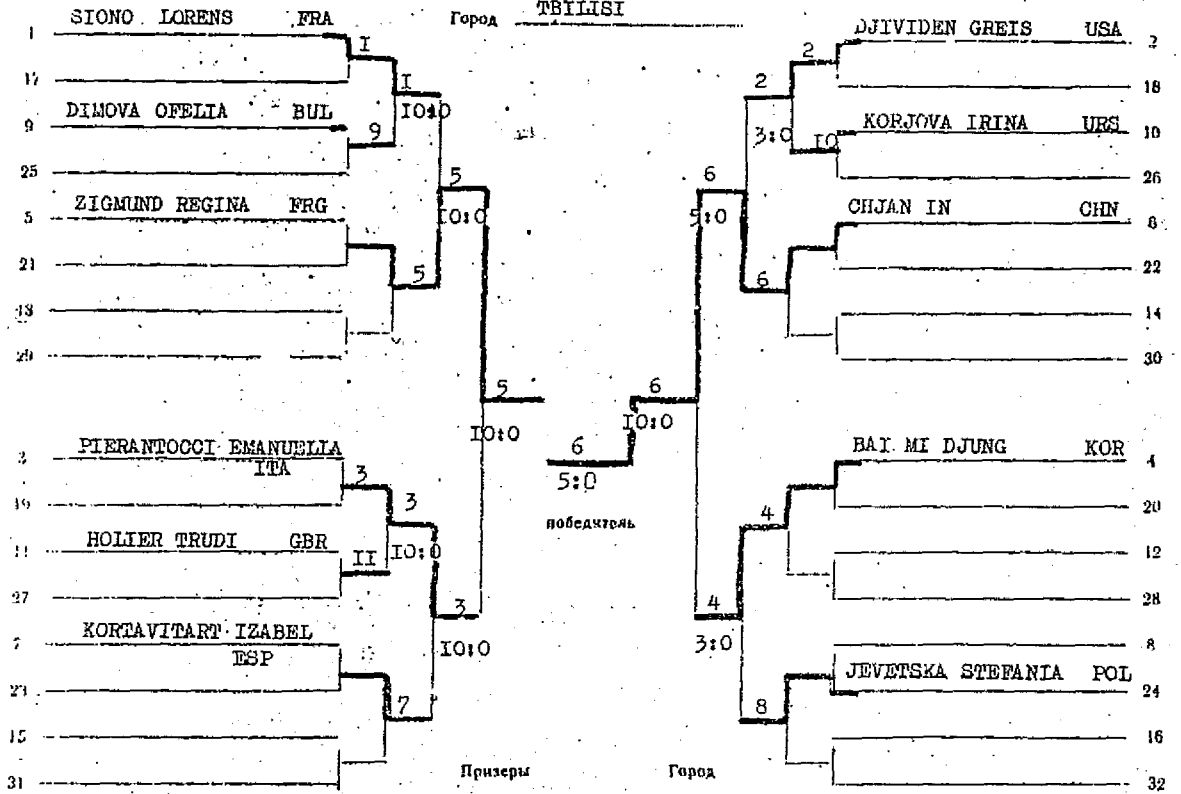 Город TBILISI
1 SIONO LORENS FRA
I
17
I
10:0
9 DIMOVA OFELIA BUL
9
25
5
10:0
5 ZIGMUND REGINA FRG
21
5
13
29
5
10:0
3 PIERANTOCCI EMANUELIA
ITA
3
19
3
10:0
11 HOLIER TRUDI GBR
II
27
3
10:0
7 KORTAVITART IZABEL
ESP
23
7
15
31
DJIVIDEN GREIS USA 2
2
18
2
3:0
KORJOVA IRINA URS 10
10
26
6
5:0
CHJAN IN CHN 6
22
6
14
30
6
10:0
6
5:0
победитель
BAI MI DJUNG KOR 4
20
4
12
28
4
3:0
8
JEVETSKA STEFANIA POL 24
8
16
32
Призеры Город